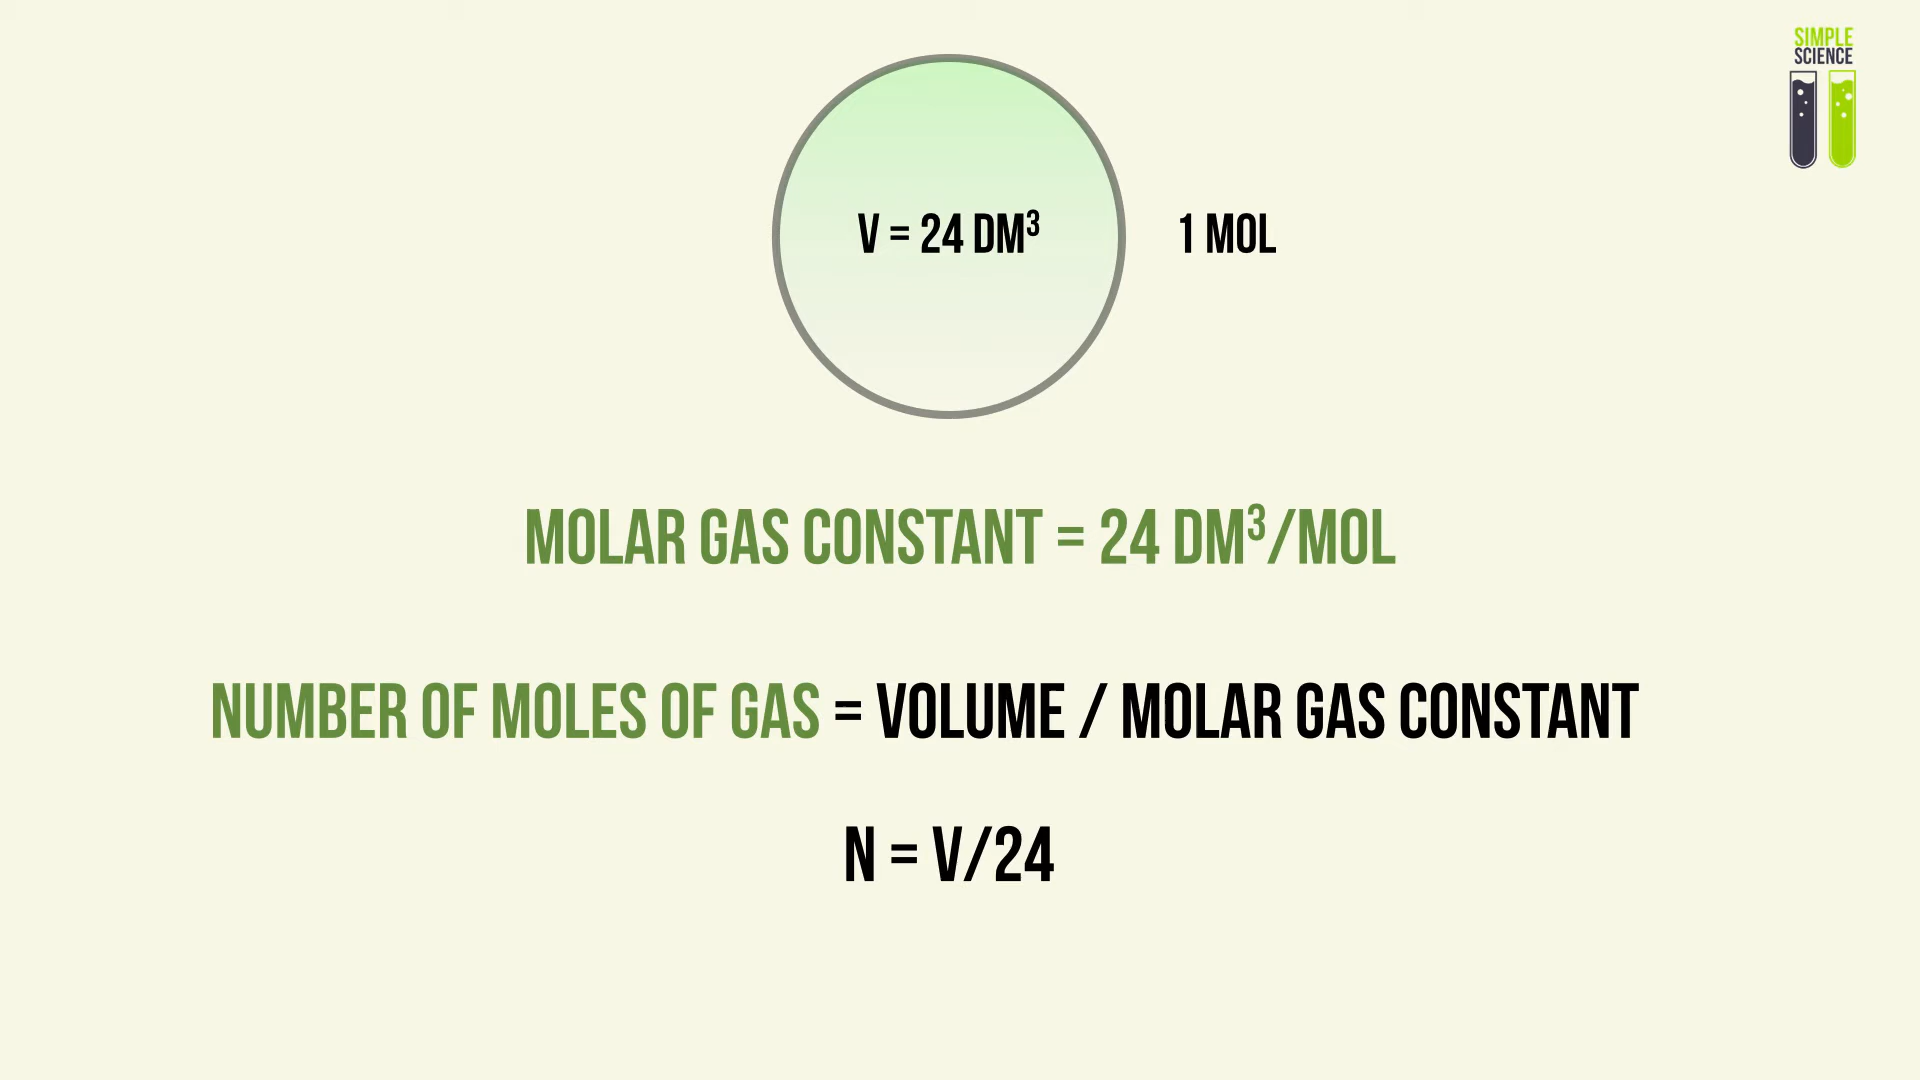 SIMPLE
SCIENCE
V = 24 DM³
1 MOL
MOLAR GAS CONSTANT = 24 DM³/MOL
NUMBER OF MOLES OF GAS = VOLUME / MOLAR GAS CONSTANT
N = V/24